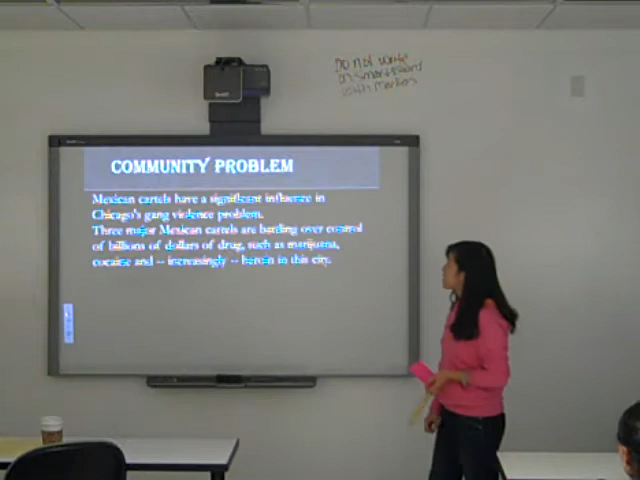 Do not write
on smartboard
with markers
COMMUNITY PROBLEM
Mexican cartels have a significant influence in
Chicago's gang violence problem.
Three major Mexican cartels are battling over control
of billions of dollars of drug, such as marijuana,
cocaine and -- increasingly -- heroin in this city.